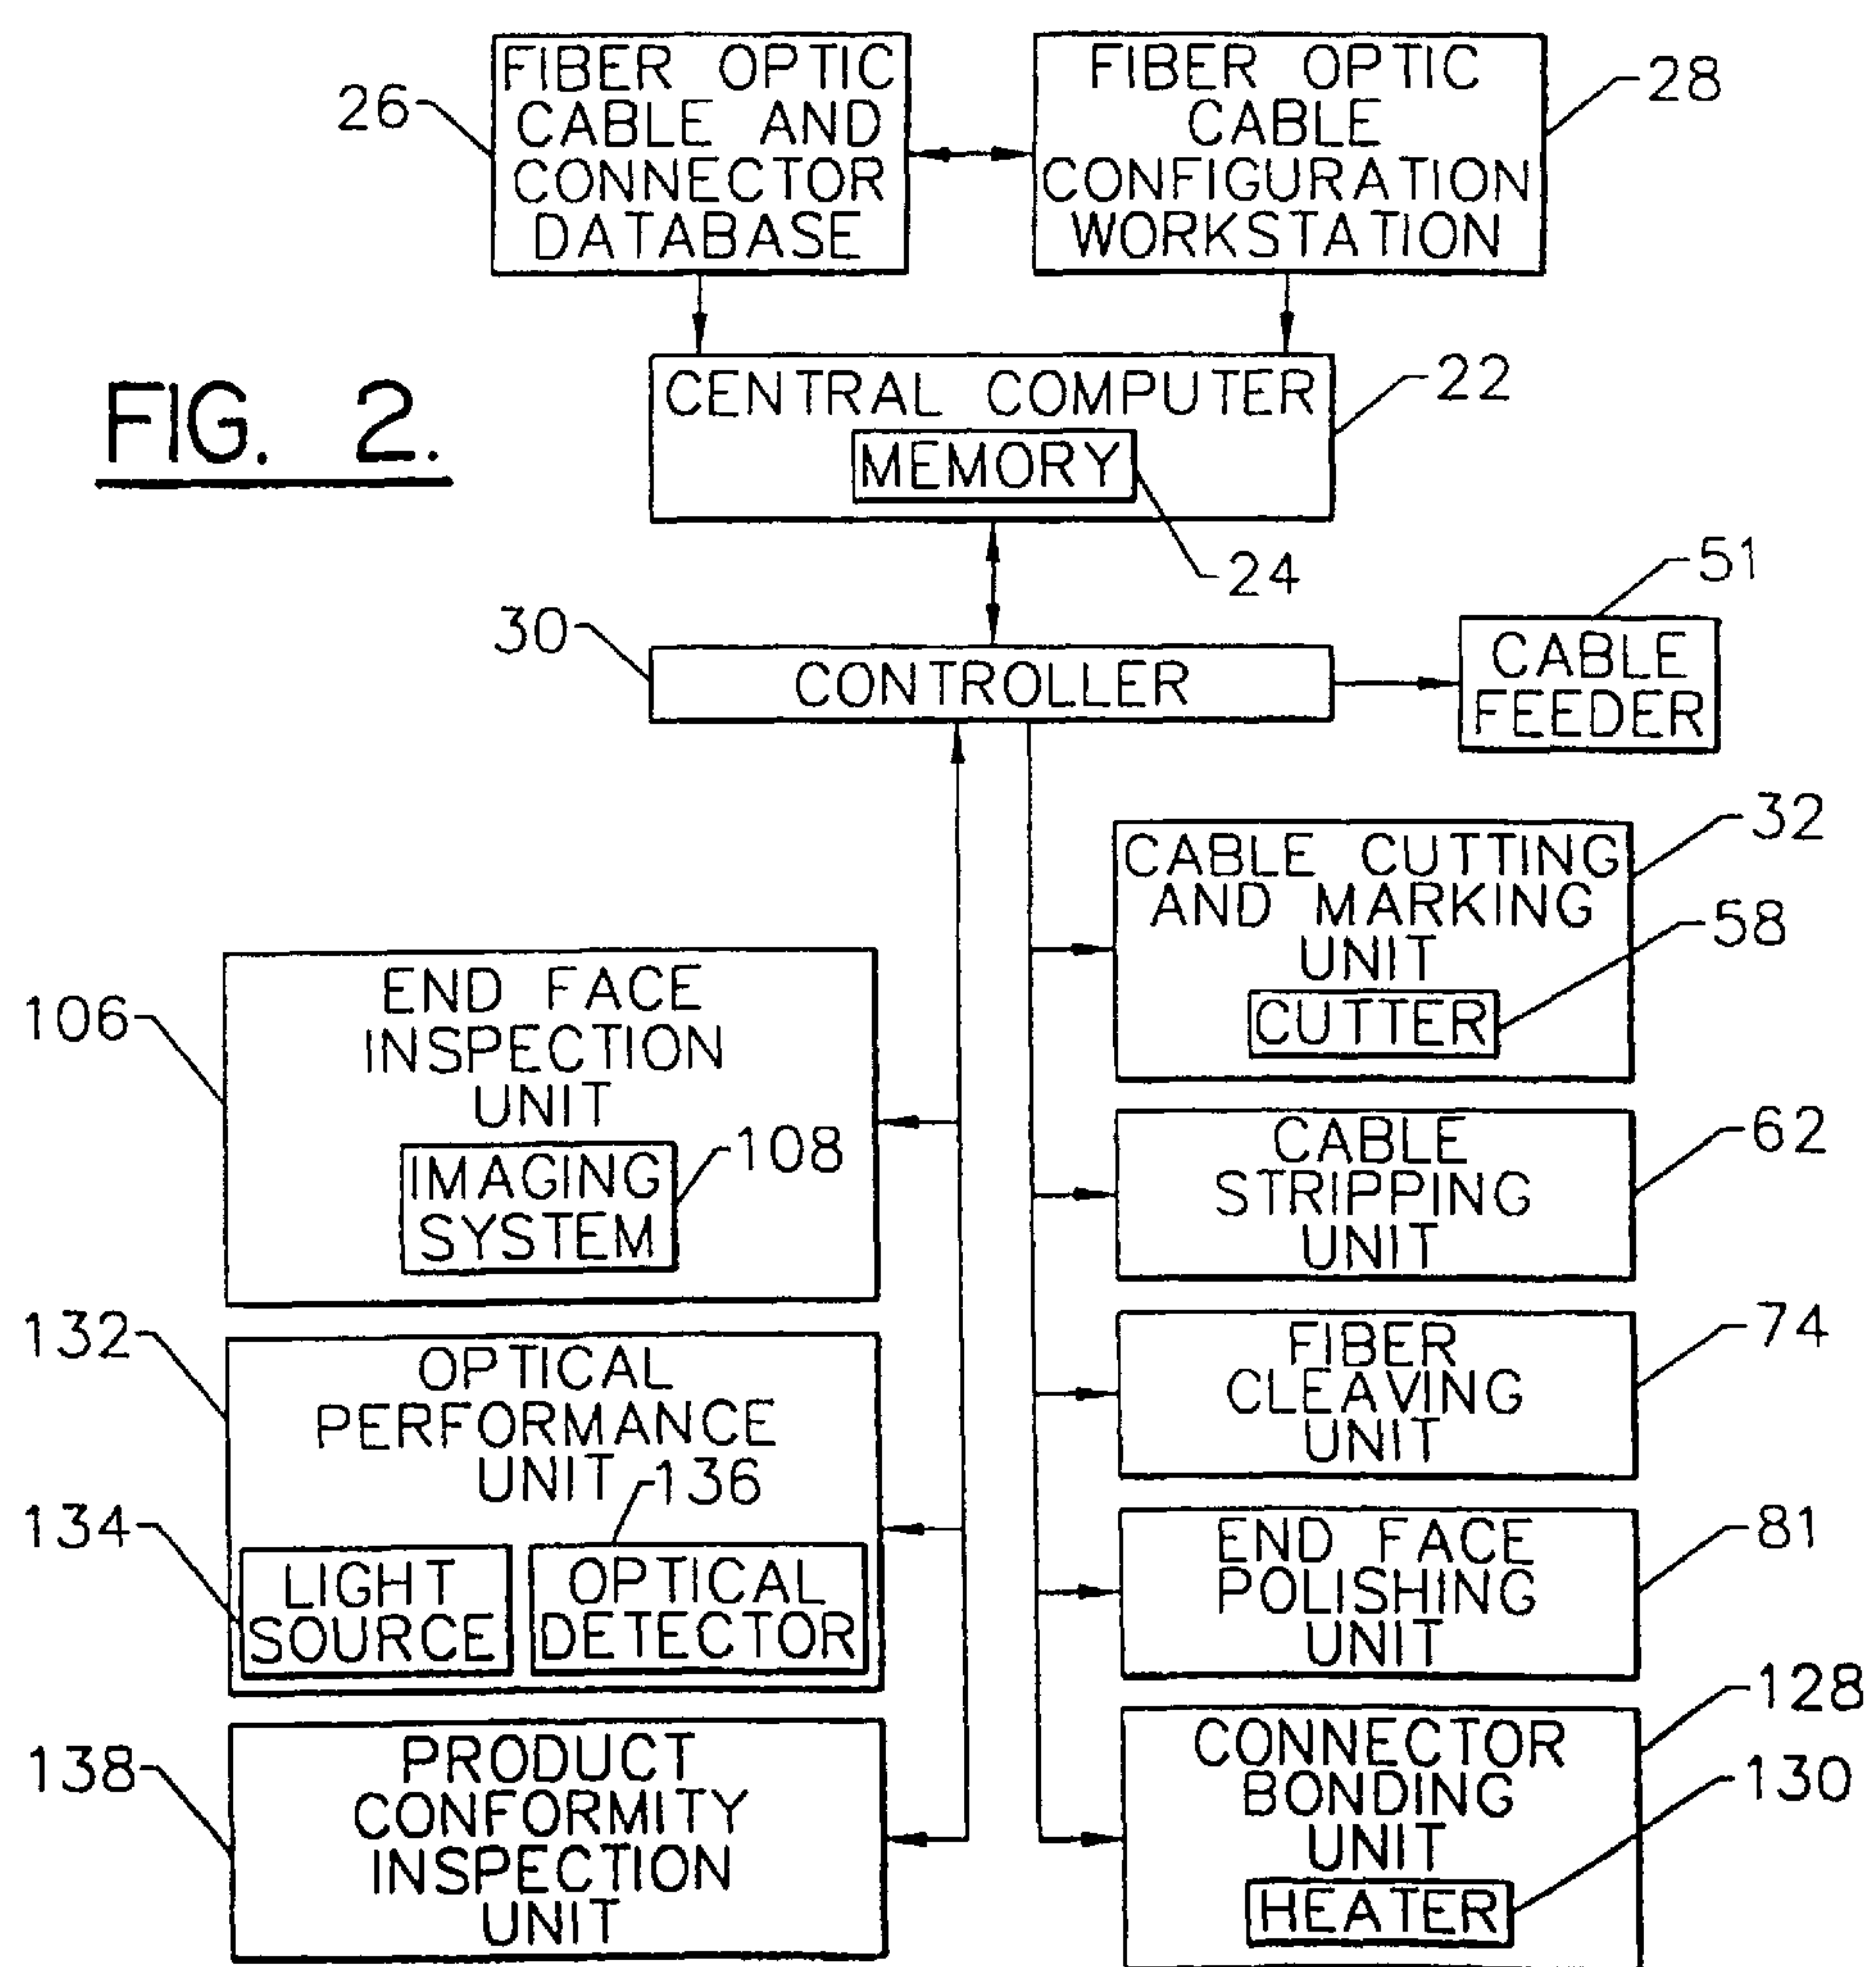 FIG. 2.
26
FIBER OPTIC
CABLE AND
CONNECTOR
DATABASE
FIBER OPTIC
CABLE
CONFIGURATION
WORKSTATION
28
CENTRAL COMPUTER
22
MEMORY
24
30
CONTROLLER
51
CABLE
FEEDER
CABLE CUTTING
AND MARKING
UNIT
32
CUTTER
58
CABLE
STRIPPING
UNIT
62
FIBER
CLEAVING
UNIT
74
END FACE
POLISHING
UNIT
81
CONNECTOR
BONDING
UNIT
128
HEATER
130
106
END FACE
INSPECTION
UNIT
IMAGING
SYSTEM
108
132
OPTICAL
PERFORMANCE
UNIT
134
LIGHT
SOURCE
136
OPTICAL
DETECTOR
138
PRODUCT
CONFORMITY
INSPECTION
UNIT